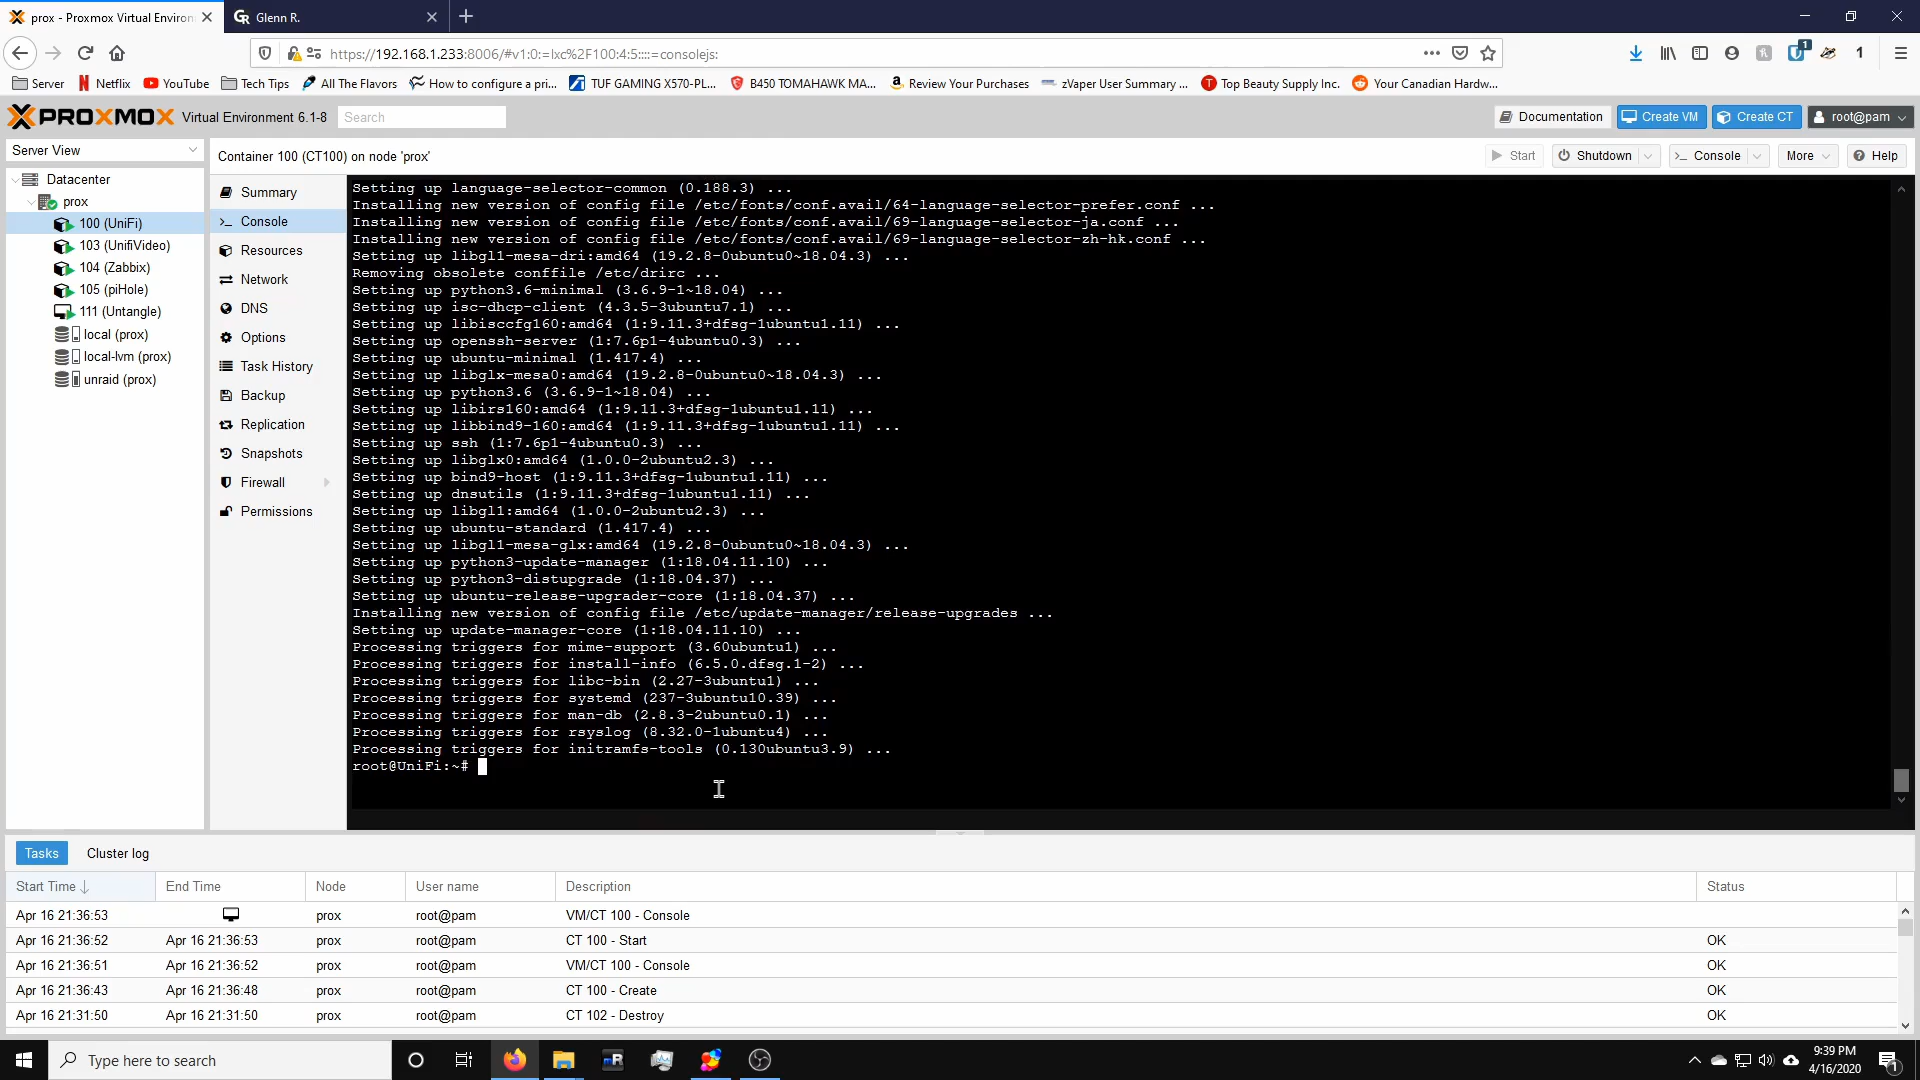 prox - Proxmox Virtual Environ
Glenn R.
https://192.168.1.233:8006/#v1:0:=lxc%2F100:4:5::::=consolejs:
1
1
Server
Netflix
YouTube
Tech Tips
All The Flavors
How to configure a pri...
TUF GAMING X570-PL...
B450 TOMAHAWK MA...
Review Your Purchases
zVaper User Summary ...
Top Beauty Supply Inc.
Your Canadian Hardw...
PROXMOX
Virtual Environment 6.1-8
Search
Documentation
Create VM
Create CT
root@pam
Server View
Container 100 (CT100) on node 'prox'
Start
Shutdown
Console
More
Help
Datacenter
prox
100 (UniFi)
103 (UnifiVideo)
104 (Zabbix)
105 (piHole)
111 (Untangle)
local (prox)
local-lvm (prox)
unraid (prox)
Summary
Console
Resources
Network
DNS
Options
Task History
Backup
Replication
Snapshots
Firewall
Permissions
Setting up language-selector-common (0.188.3) ...
Installing new version of config file /etc/fonts/conf.avail/64-language-selector-prefer.conf ...
Installing new version of config file /etc/fonts/conf.avail/69-language-selector-ja.conf ...
Installing new version of config file /etc/fonts/conf.avail/69-language-selector-zh-hk.conf ...
Setting up libgl1-mesa-dri:amd64 (19.2.8-0ubuntu0~18.04.3) ...
Removing obsolete conffile /etc/drirc ...
Setting up python3.6-minimal (3.6.9-1~18.04) ...
Setting up isc-dhcp-client (4.3.5-3ubuntu7.1) ...
Setting up libisccfg160:amd64 (1:9.11.3+dfsg-1ubuntu1.11) ...
Setting up openssh-server (1:7.6p1-4ubuntu0.3) ...
Setting up ubuntu-minimal (1.417.4) ...
Setting up libglx-mesa0:amd64 (19.2.8-0ubuntu0~18.04.3) ...
Setting up python3.6 (3.6.9-1~18.04) ...
Setting up libirs160:amd64 (1:9.11.3+dfsg-1ubuntu1.11) ...
Setting up libbind9-160:amd64 (1:9.11.3+dfsg-1ubuntu1.11) ...
Setting up ssh (1:7.6p1-4ubuntu0.3) ...
Setting up libglx0:amd64 (1.0.0-2ubuntu2.3) ...
Setting up bind9-host (1:9.11.3+dfsg-1ubuntu1.11) ...
Setting up dnsutils (1:9.11.3+dfsg-1ubuntu1.11) ...
Setting up libgl1:amd64 (1.0.0-2ubuntu2.3) ...
Setting up ubuntu-standard (1.417.4) ...
Setting up libgl1-mesa-glx:amd64 (19.2.8-0ubuntu0~18.04.3) ...
Setting up python3-update-manager (1:18.04.11.10) ...
Setting up python3-distupgrade (1:18.04.37) ...
Setting up ubuntu-release-upgrader-core (1:18.04.37) ...
Installing new version of config file /etc/update-manager/release-upgrades ...
Setting up update-manager-core (1:18.04.11.10) ...
Processing triggers for mime-support (3.60ubuntu1) ...
Processing triggers for install-info (6.5.0.dfsg.1-2) ...
Processing triggers for libc-bin (2.27-3ubuntu1) ...
Processing triggers for systemd (237-3ubuntu10.39) ...
Processing triggers for man-db (2.8.3-2ubuntu0.1) ...
Processing triggers for rsyslog (8.32.0-1ubuntu4) ...
Processing triggers for initramfs-tools (0.130ubuntu3.9) ...
root@UniFi:~#
Tasks
Cluster log
Start Time
End Time
Node
User name
Description
Status
Apr 16 21:36:53 prox root@pam VM/CT 100 - Console
Apr 16 21:36:52 Apr 16 21:36:53 prox root@pam CT 100 - Start OK
Apr 16 21:36:51 Apr 16 21:36:52 prox root@pam VM/CT 100 - Console OK
Apr 16 21:36:43 Apr 16 21:36:48 prox root@pam CT 100 - Create OK
Apr 16 21:31:50 Apr 16 21:31:50 prox root@pam CT 102 - Destroy OK
Type here to search
9:39 PM
4/16/2020
1